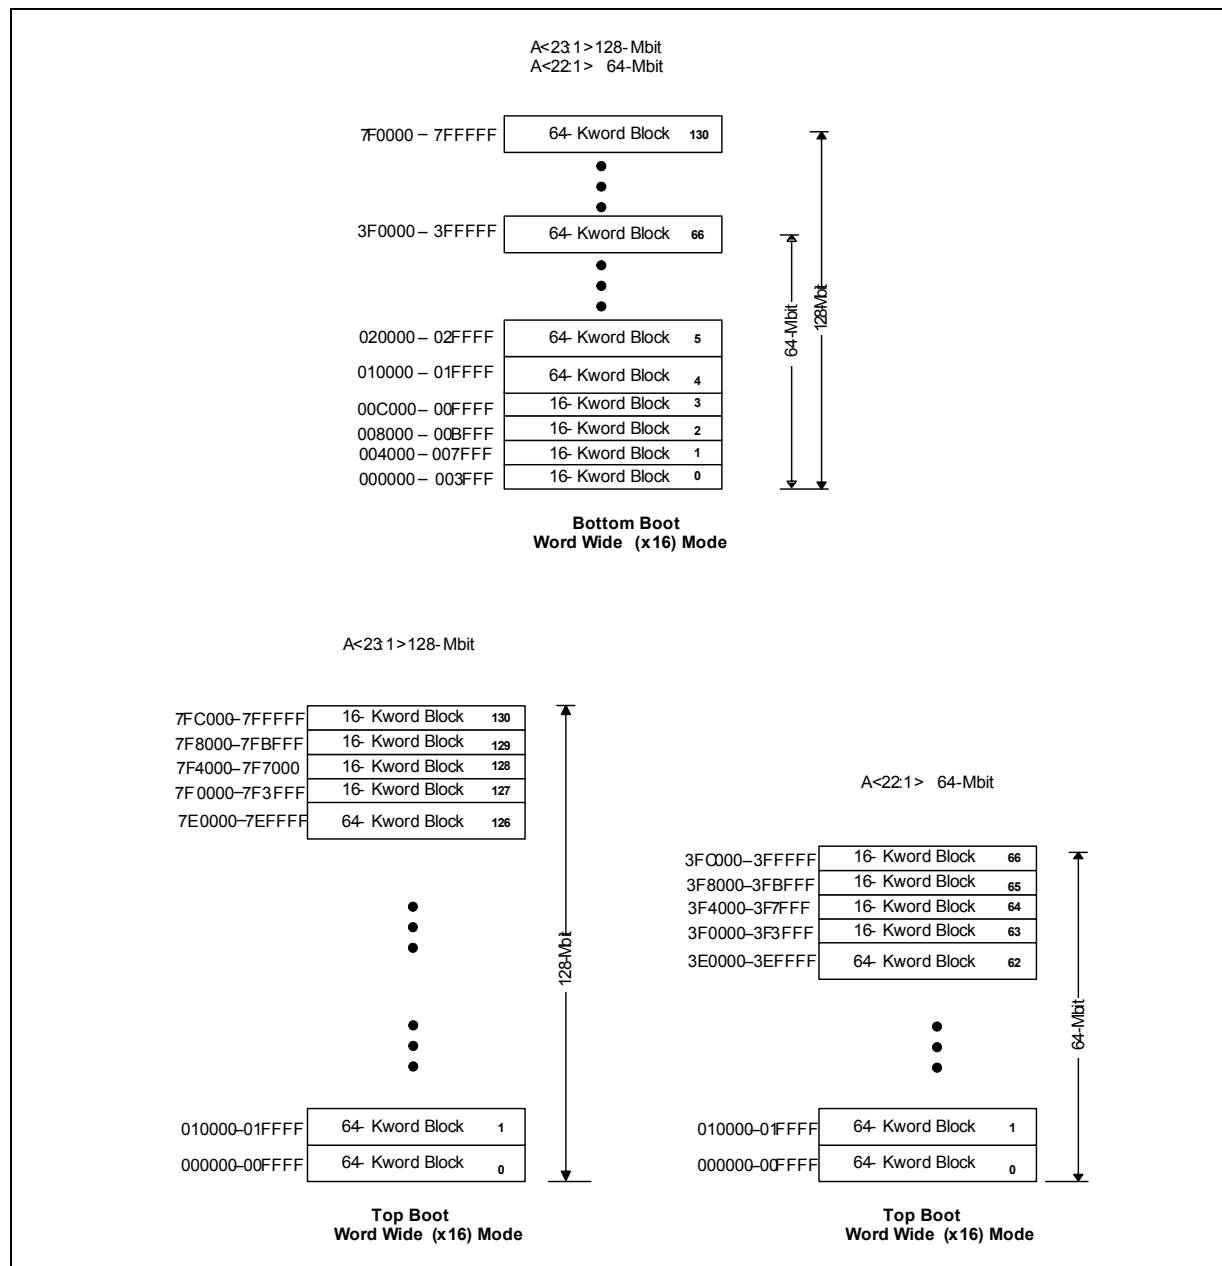 A<23:1>128-Mbit
A<22:1> 64-Mbit
7F0000 – 7FFFFF 64- Kword Block 130
3F0000 – 3FFFFF 64- Kword Block 66
020000 – 02FFFF 64- Kword Block 5
010000 – 01FFFF 64- Kword Block 4
00C000 – 00FFFF 16- Kword Block 3
008000 – 00BFFF 16- Kword Block 2
004000 – 007FFF 16- Kword Block 1
000000 – 003FFF 16- Kword Block 0
64-Mbit
128-Mbit
Bottom Boot
Word Wide (x16) Mode
A<23:1>128-Mbit
7FC000–7FFFFF 16- Kword Block 130
7F8000–7FBFFF 16- Kword Block 129
7F4000–7F7000 16- Kword Block 128
7F0000–7F3FFF 16- Kword Block 127
7E0000–7EFFFF 64- Kword Block 126
010000–01FFFF 64- Kword Block 1
000000–00FFFF 64- Kword Block 0
128-Mbit
Top Boot
Word Wide (x16) Mode
A<22:1> 64-Mbit
3FC000–3FFFFF 16- Kword Block 66
3F8000–3FBFFF 16- Kword Block 65
3F4000–3F7FFF 16- Kword Block 64
3F0000–3F3FFF 16- Kword Block 63
3E0000–3EFFFF 64- Kword Block 62
010000–01FFFF 64- Kword Block 1
000000–00FFFF 64- Kword Block 0
64-Mbit
Top Boot
Word Wide (x16) Mode